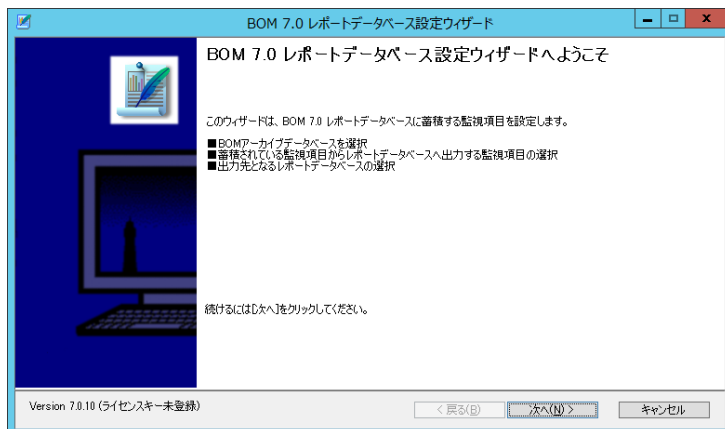 BOM 7.0 レポートデータベース設定ウィザード
BOM 7.0 レポートデータベース設定ウィザードへようこそ
このウィザードは、BOM 7.0 レポートデータベースに蓄積する監視項目を設定します。
■BOMアーカイブデータベースを選択
■蓄積されている監視項目からレポートデータベースへ出力する監視項目の選択
■出力先となるレポートデータベースの選択
続けるには[次へ]をクリックしてください。
Version 7.0.10 (ライセンスキー未登録)
< 戻る(B) 次へ(N) > キャンセル